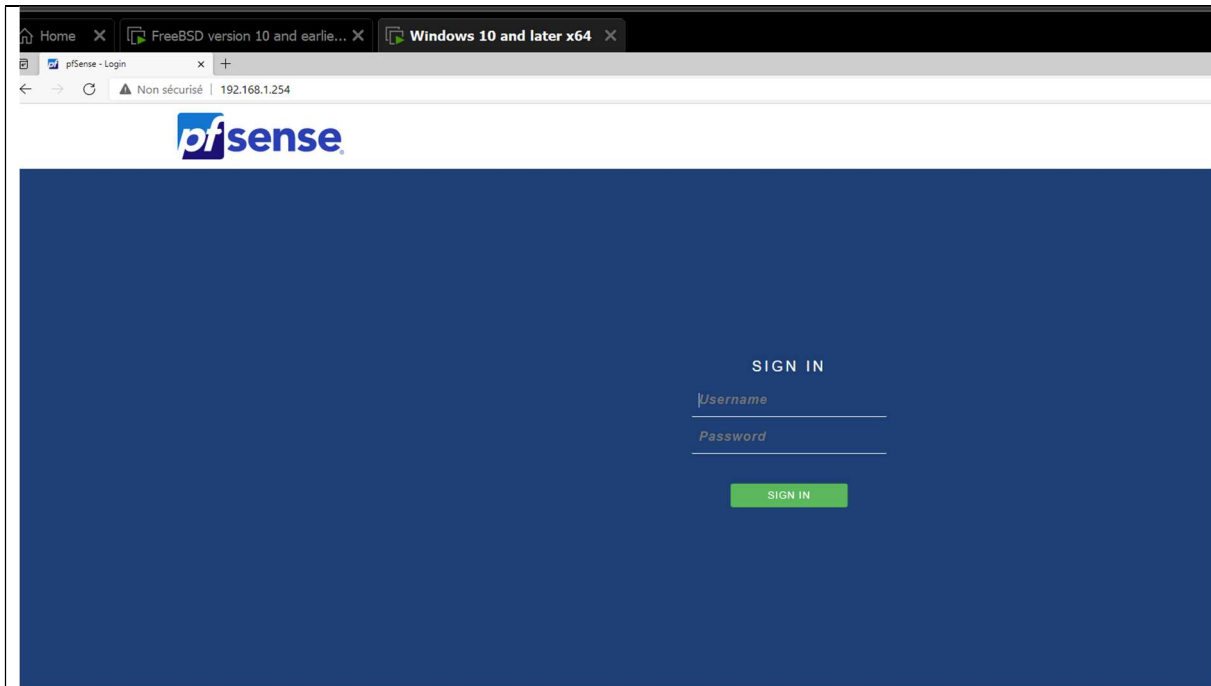 Home FreeBSD version 10 and earlie... Windows 10 and later x64
pfSense - Login
Non sécurisé | 192.168.1.254
pfsense
SIGN IN
Username
Password
SIGN IN